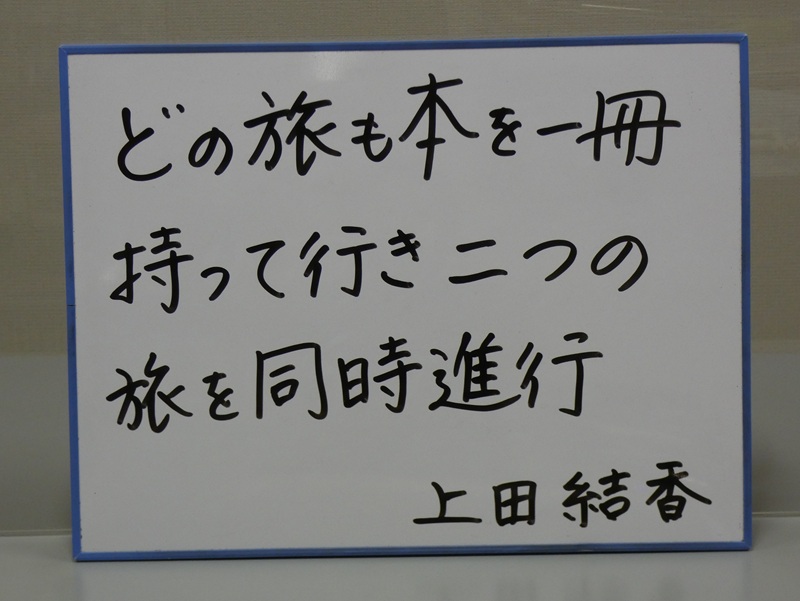 どの旅も本を一冊
持って行き二つの
旅を同時進行
上田結香